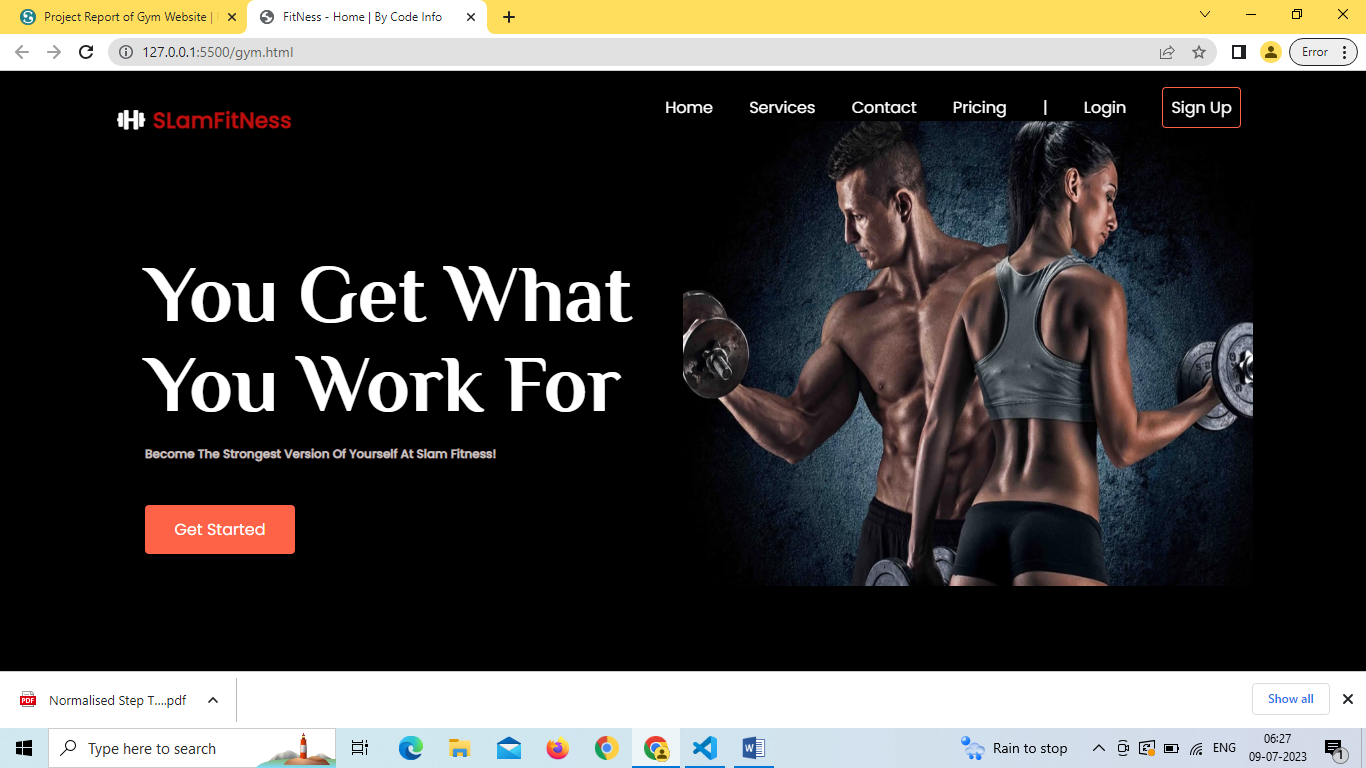 Project Report of Gym Website |
FitNess - Home | By Code Info
127.0.0.1:5500/gym.html
Error
SLamFitNess
Home Services Contact Pricing | Login Sign Up
You Get What
You Work For
Become The Strongest Version Of Yourself At Slam Fitness!
Get Started
PDF
Normalised Step T....pdf
Show all
Type here to search
W
Rain to stop
ENG
06:27
09-07-2023
1